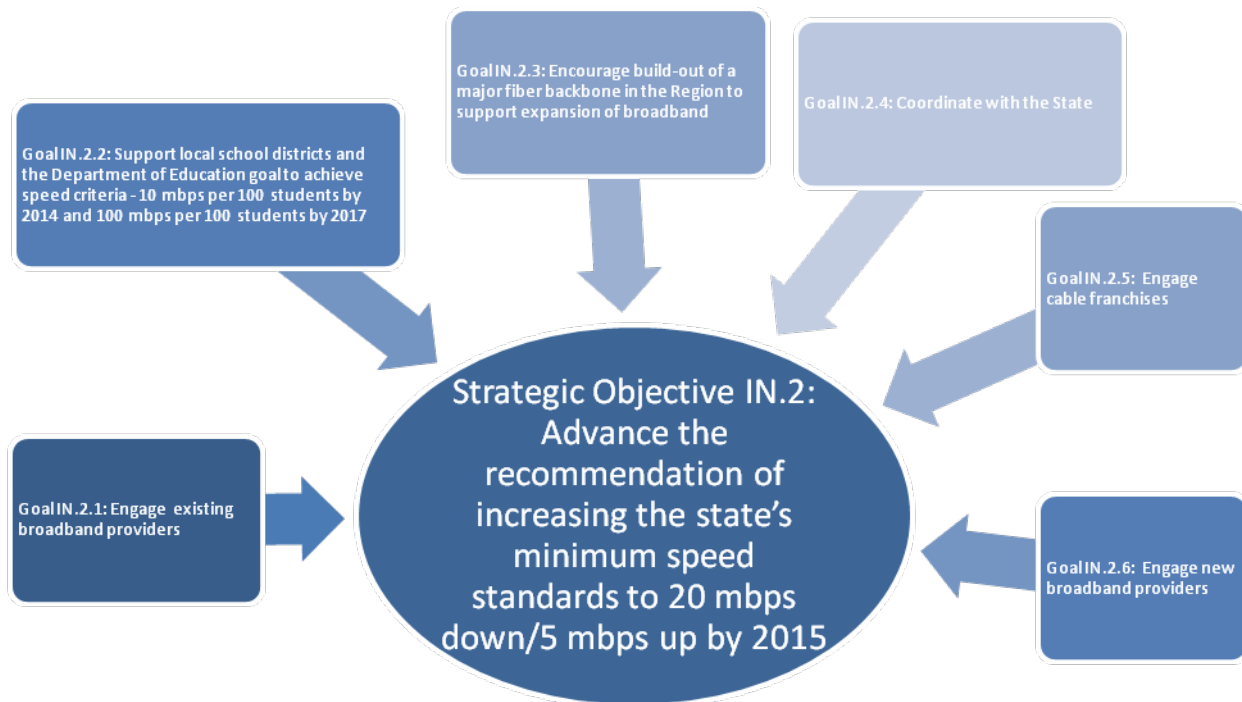 Goal IN.2.3: Encourage build-out of a
major fiber backbone in the Region to
support expansion of broadband
Goal IN.2.4: Coordinate with the State
Goal IN.2.2: Support local school districts and
the Department of Education goal to achieve
speed criteria - 10 mbps per 100 students by
2014 and 100 mbps per 100 students by 2017
Goal IN.2.5: Engage
cable franchises
Strategic Objective IN.2:
Advance the
recommendation of
increasing the state’s
minimum speed
standards to 20 mbps
down/5 mbps up by 2015
Goal IN.2.1: Engage existing
broadband providers
Goal IN.2.6: Engage new
broadband providers